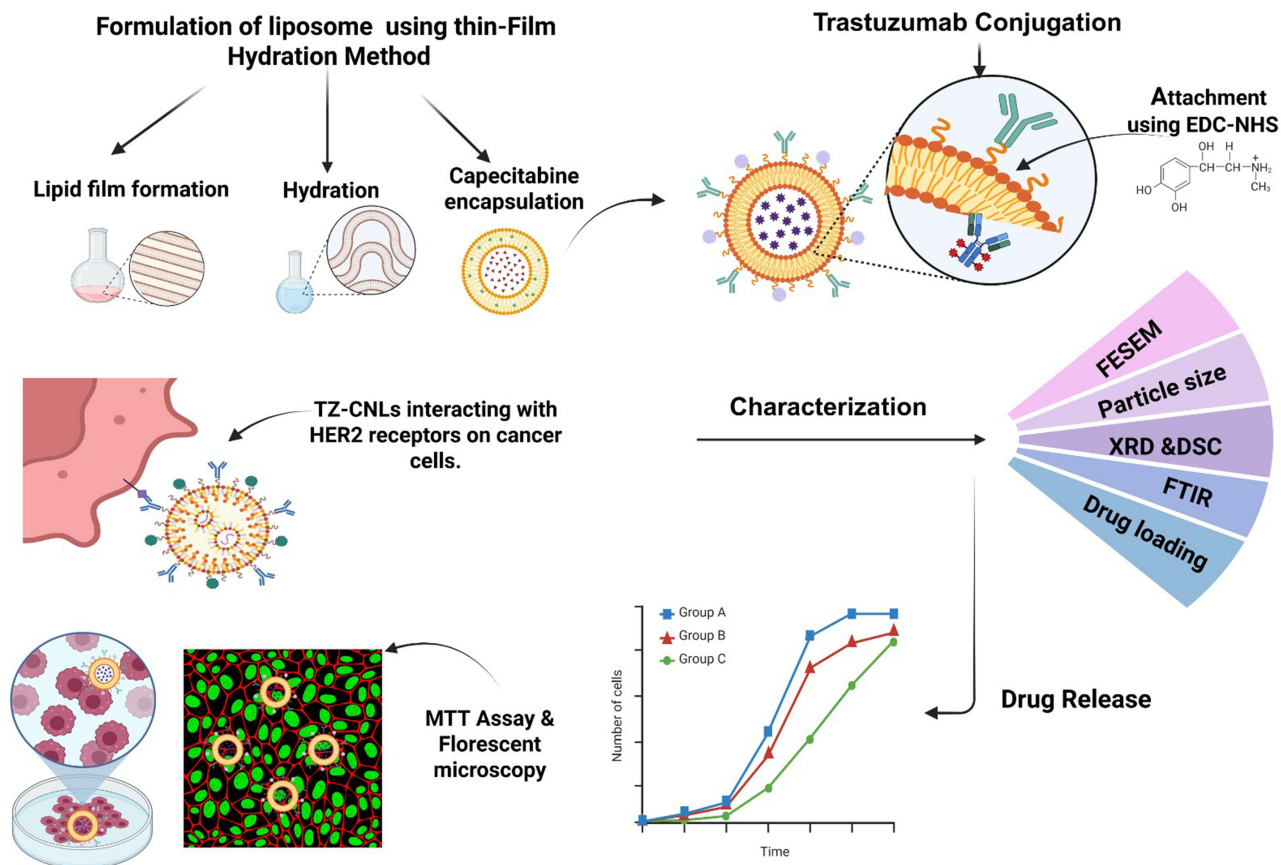 Formulation of liposome using thin-Film
Hydration Method
Trastuzumab Conjugation
Attachment
using EDC-NHS
OH
H
+
NH₂
CH₃
HO
OH
Lipid film formation
Hydration
Capecitabine
encapsulation
FESEM
Particle size
XRD &DSC
FTIR
Drug loading
Characterization
TZ-CNLs interacting with
HER2 receptors on cancer
cells.
Group A
Group B
Group C
Number of cells
Time
Drug Release
MTT Assay &
Florescent
microscopy